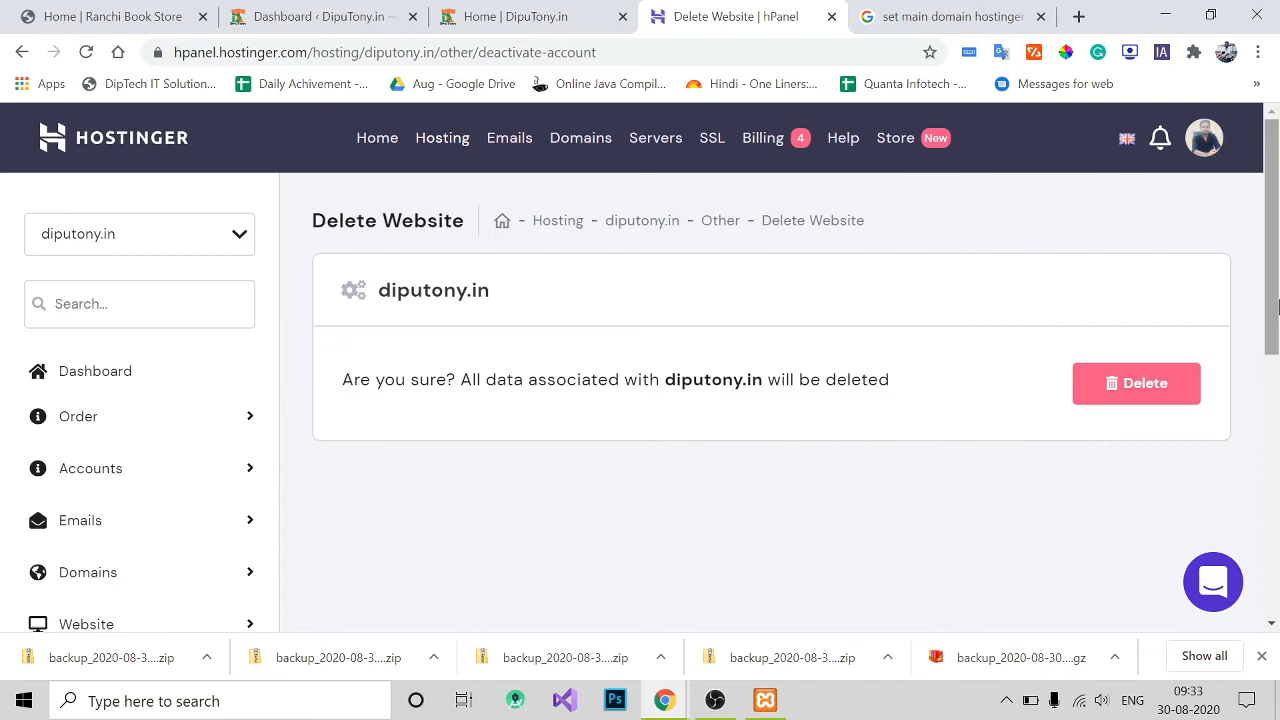 Home | Ranchi Book Store
Dashboard ‹ DipuTony.in —
Home | DipuTony.in
Delete Website | hPanel
set main domain hostinger
hpanel.hostinger.com/hosting/diputony.in/other/deactivate-account
IA
Apps
DipTech IT Solution...
Daily Ahivement -...
Aug - Google Drive
Online Java Compil...
Hindi - One Liners:...
Quanta Infotech -...
Messages for web
»
HOSTINGER
Home
Hosting
Emails
Domains
Servers
SSL
Billing 4
Help
Store New
diputony.in
Search...
Dashboard
Order
Accounts
Emails
Domains
Website
Delete Website
- Hosting - diputony.in - Other - Delete Website
diputony.in
Are you sure? All data associated with diputony.in will be deleted
Delete
backup_2020-08-3....zip
backup_2020-08-3....zip
backup_2020-08-3....zip
backup_2020-08-3....zip
backup_2020-08-30....gz
Show all
Type here to search
Ps
ENG
09:33
30-08-2020